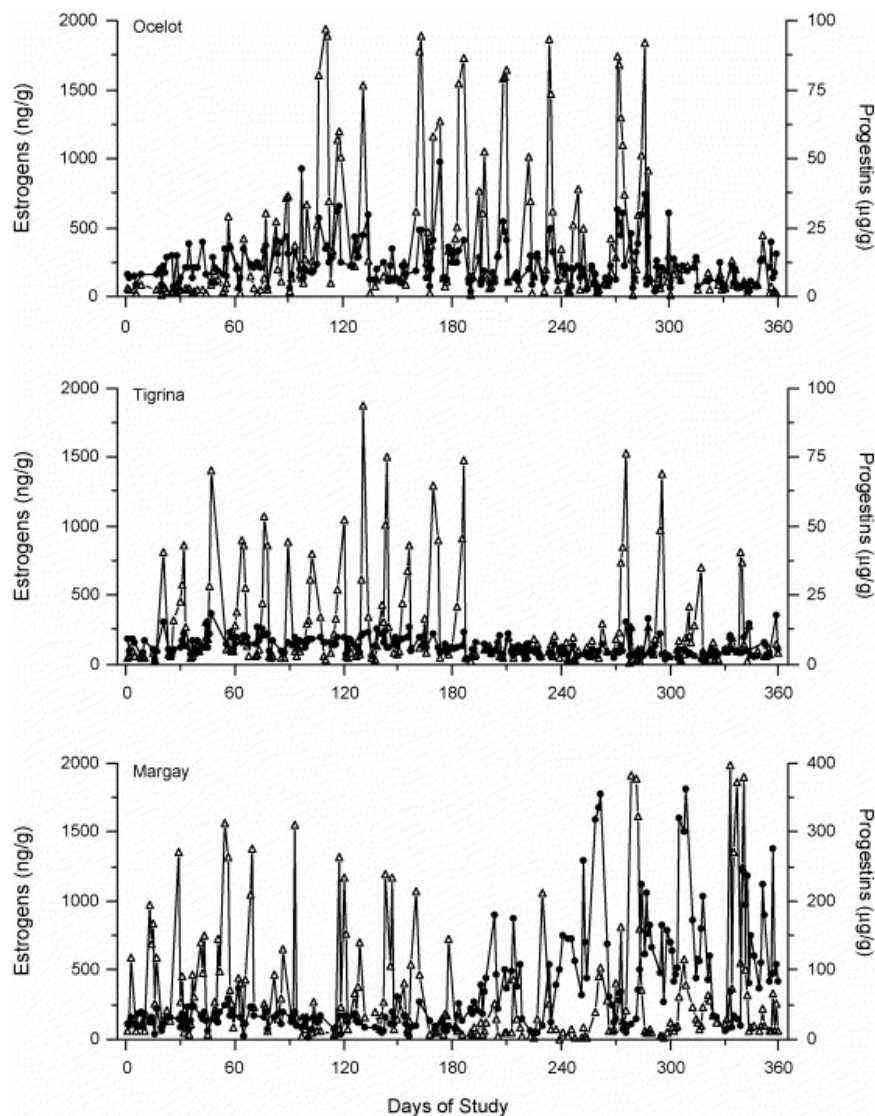 Ocelot
Estrogens (ng/g)
2000
1500
1000
500
0
100
75
50
25
0
Progestins (µg/g)
0 60 120 180 240 300 360
Tigrina
Estrogens (ng/g)
2000
1500
1000
500
0
100
75
50
25
0
Progestins (µg/g)
0 60 120 180 240 300 360
Margay
Estrogens (ng/g)
2000
1500
1000
500
0
400
300
200
100
0
Progestins (µg/g)
0 60 120 180 240 300 360
Days of Study